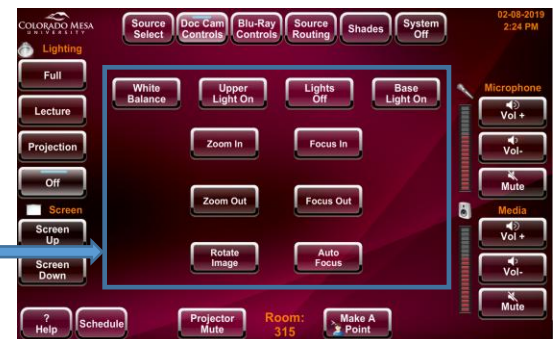 COLORADO MESA
UNIVERSITY
Source
Select
Doc Cam
Controls
Blu-Ray
Controls
Source
Routing
Shades
System
Off
02-08-2019
2:24 PM
Lighting
Full
Lecture
Projection
Off
Screen
Screen
Up
Screen
Down
White
Balance
Upper
Light On
Lights
Off
Base
Light On
Zoom In
Focus In
Zoom Out
Focus Out
Rotate
Image
Auto
Focus
Microphone
Vol +
Vol-
Mute
Media
Vol +
Vol-
Mute
?
Help
Schedule
Projector
Mute
Room:
315
Make A
Point